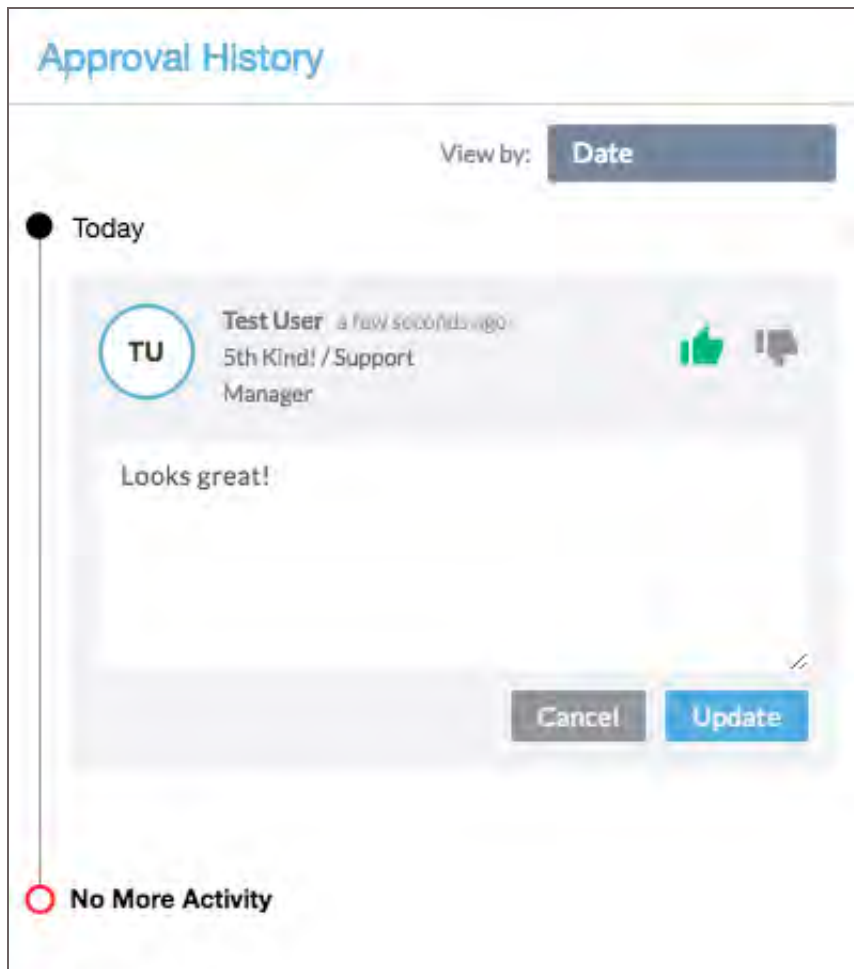 Approval History
View by: Date
Today
TU
Test User a few seconds ago
5th Kind! / Support
Manager
Looks great!
Cancel Update
No More Activity